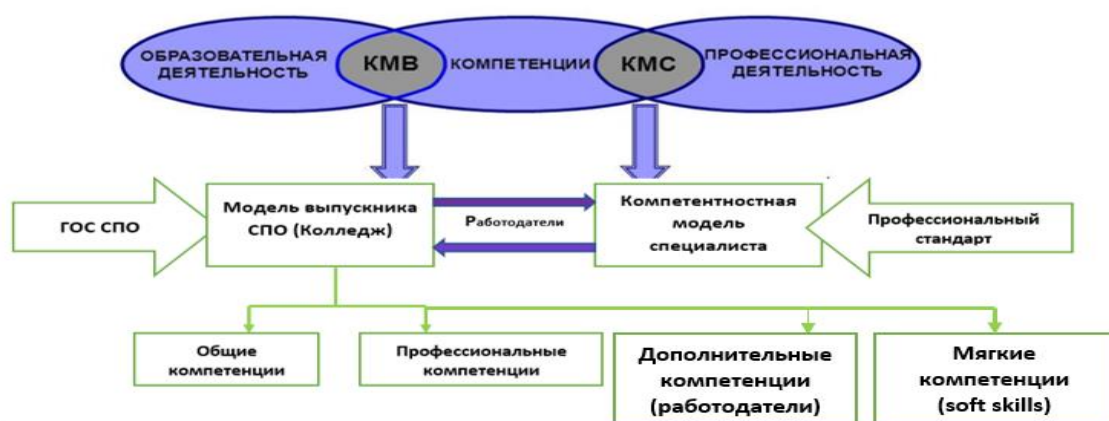 ОБРАЗОВАТЕЛЬНАЯ
ДЕЯТЕЛЬНОСТЬ
КМВ
КОМПЕТЕНЦИИ
КМС
ПРОФЕССИОНАЛЬНАЯ
ДЕЯТЕЛЬНОСТЬ
ГОС СПО
Модель выпускника
СПО (Колледж)
Работодатели
Компетентностная
модель
специалиста
Профессиональный
стандарт
Общие
компетенции
Профессиональные
компетенции
Дополнительные
компетенции
(работодатели)
Мягкие
компетенции
(soft skills)